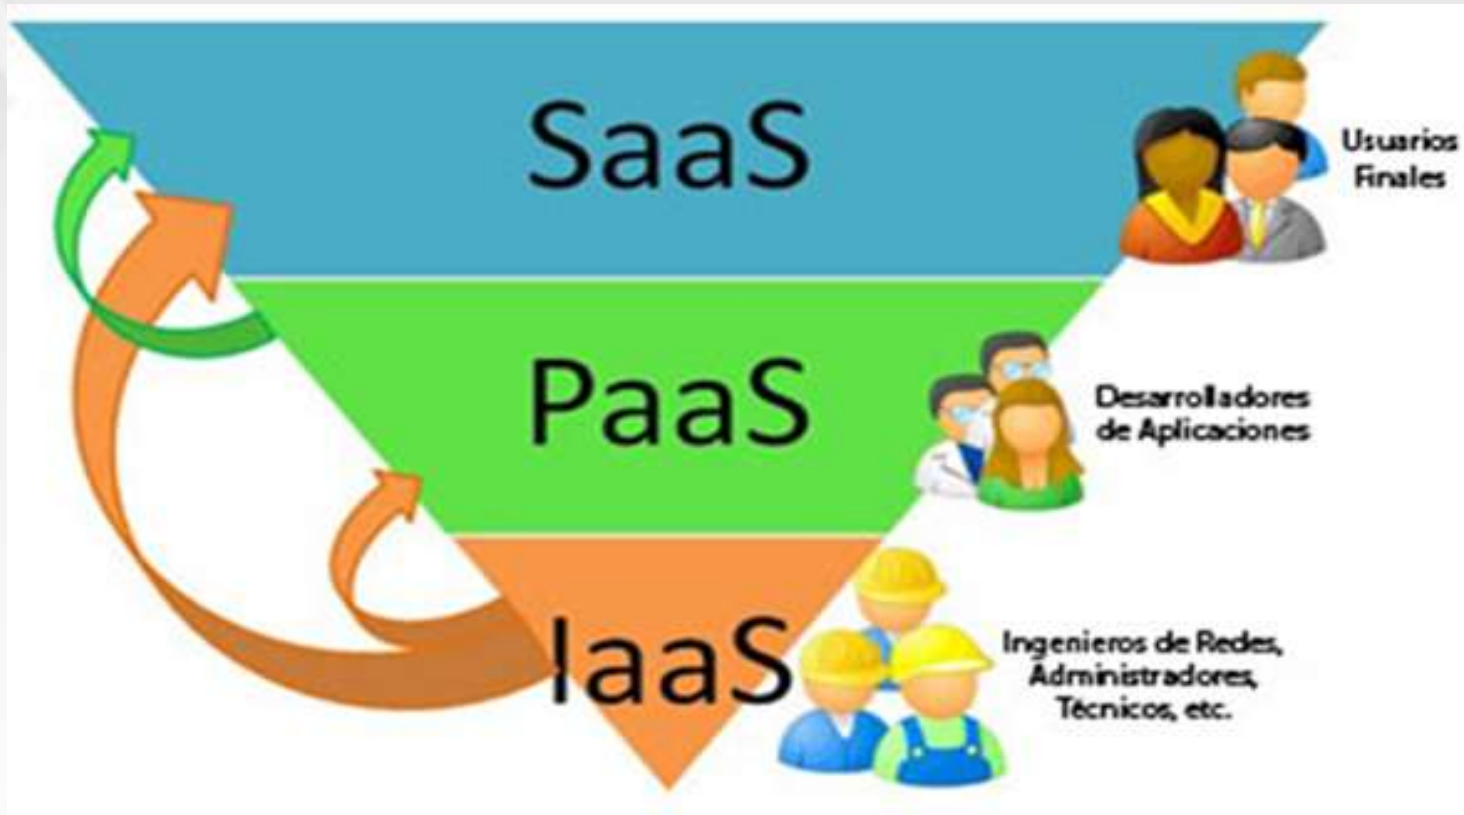 SaaS
Usuarios
Finales
PaaS
Desarrolladores
de Aplicaciones
IaaS
Ingenieros de Redes,
Administradores,
Técnicos, etc.